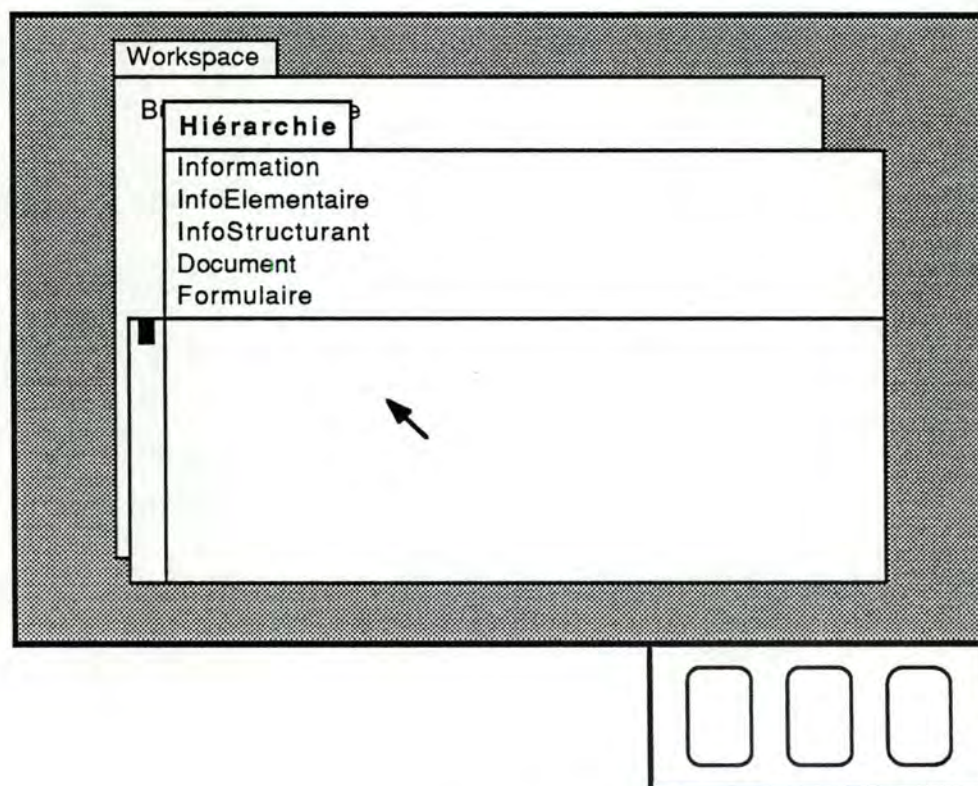 Workspace
Hiérarchie
Information
InfoElementaire
InfoStructurant
Document
Formulaire